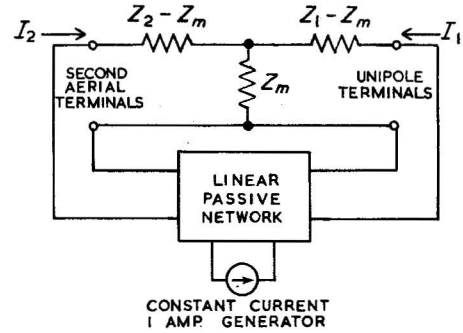 I₂
Z₂ − Zₘ
Z₁ − Zₘ
I₁
SECOND
AERIAL
TERMINALS
Zₘ
UNIPOLE
TERMINALS
LINEAR
PASSIVE
NETWORK
CONSTANT CURRENT
1 AMP. GENERATOR